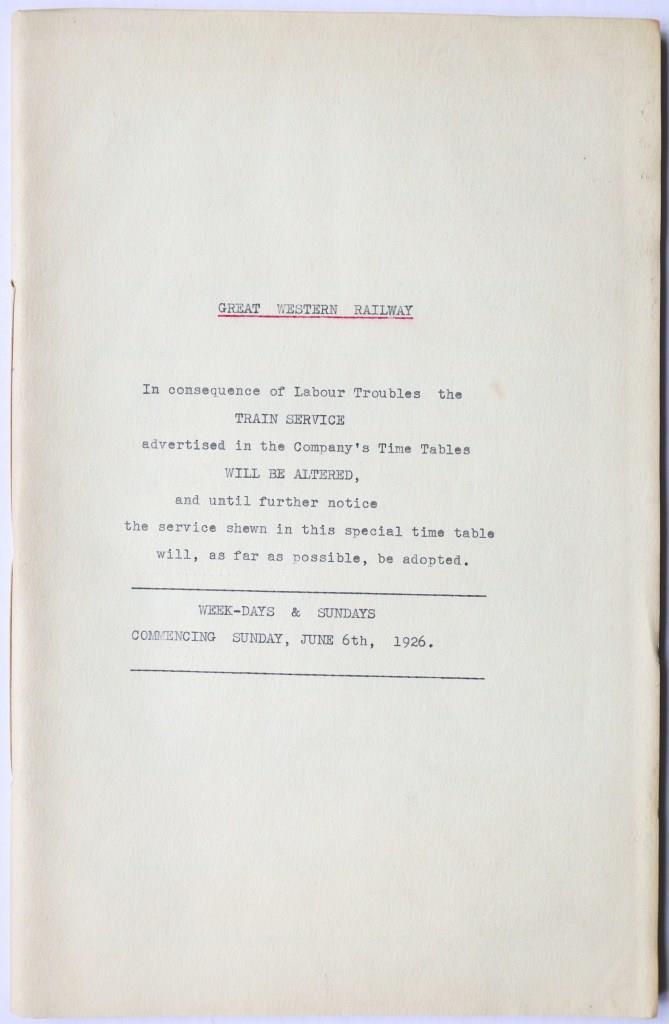 GREAT WESTERN RAILWAY
In consequence of Labour Troubles the
TRAIN SERVICE
advertised in the Company's Time Tables
WILL BE ALTERED,
and until further notice
the service shewn in this special time table
will, as far as possible, be adopted.
WEEK-DAYS & SUNDAYS
COMMENCING SUNDAY, JUNE 6th, 1926.